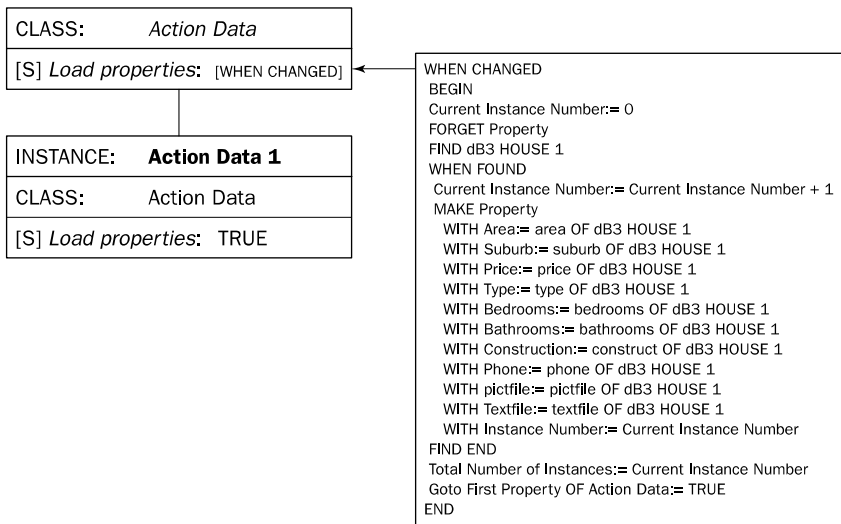 CLASS: Action Data
[S] Load properties: [WHEN CHANGED]
INSTANCE: Action Data 1
CLASS: Action Data
[S] Load properties: TRUE
WHEN CHANGED
BEGIN
Current Instance Number:= 0
FORGET Property
FIND dB3 HOUSE 1
WHEN FOUND
Current Instance Number:= Current Instance Number + 1
MAKE Property
WITH Area:= area OF dB3 HOUSE 1
WITH Suburb:= suburb OF dB3 HOUSE 1
WITH Price:= price OF dB3 HOUSE 1
WITH Type:= type OF dB3 HOUSE 1
WITH Bedrooms:= bedrooms OF dB3 HOUSE 1
WITH Bathrooms:= bathrooms OF dB3 HOUSE 1
WITH Construction:= construct OF dB3 HOUSE 1
WITH Phone:= phone OF dB3 HOUSE 1
WITH pictfile:= pictfile OF dB3 HOUSE 1
WITH Textfile:= textfile OF dB3 HOUSE 1
WITH Instance Number:= Current Instance Number
FIND END
Total Number of Instances:= Current Instance Number
Goto First Property OF Action Data:= TRUE
END